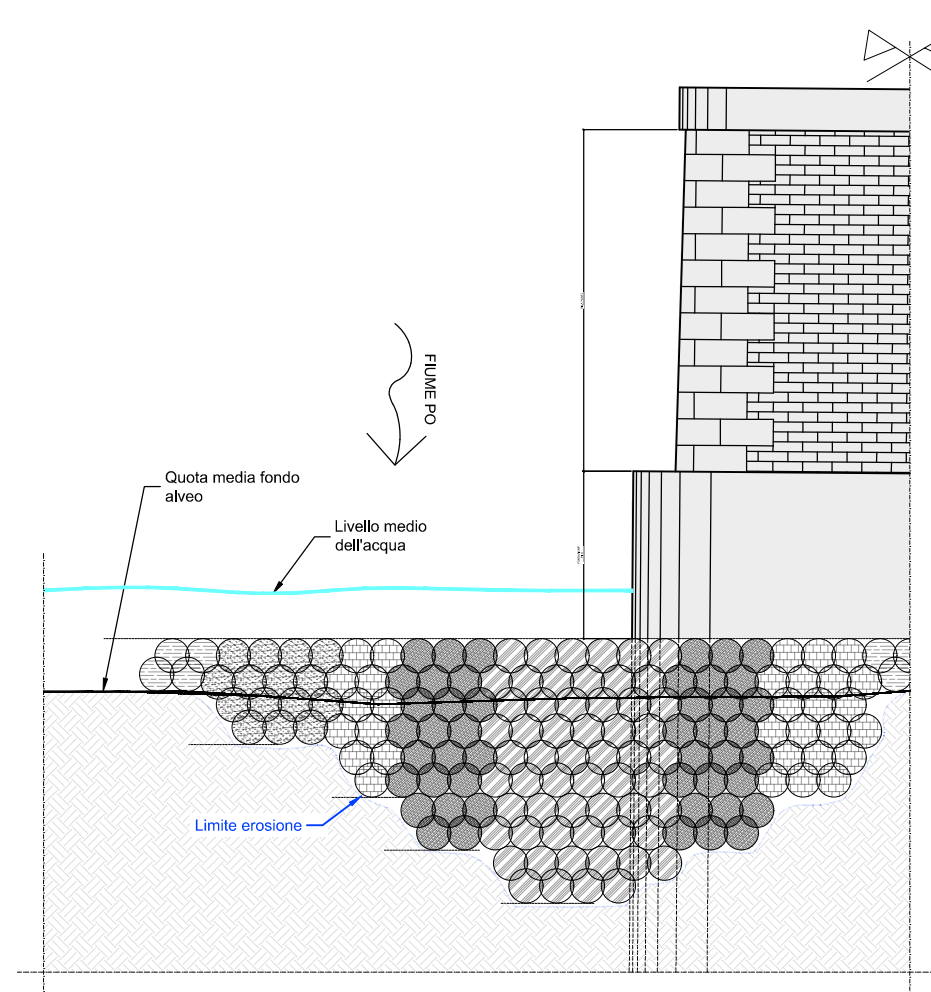 FIUME PO
Quota media fondo
alveo
Livello medio
dell'acqua
Limite erosione